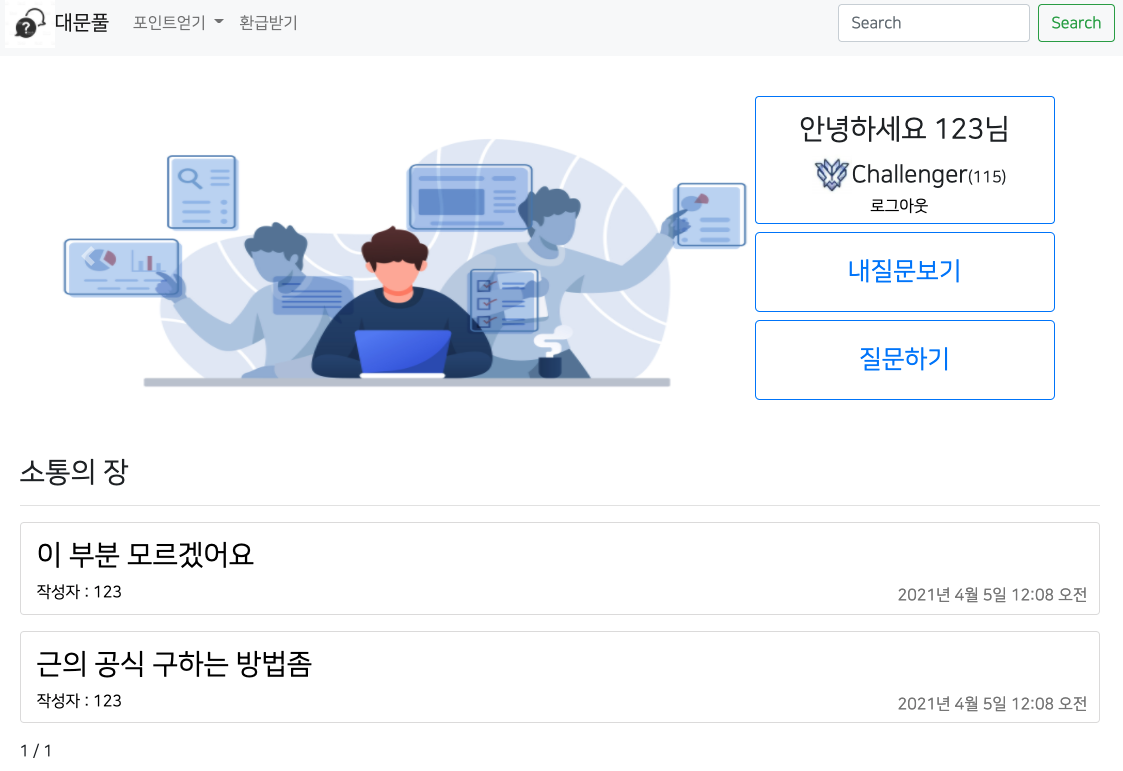 대문풀 포인트얻기 환급받기 Search Search
안녕하세요 123님
Challenger(115)
로그아웃
내질문보기
질문하기
소통의 장
이 부분 모르겠어요
작성자 : 123
2021년 4월 5일 12:08 오전
근의 공식 구하는 방법좀
작성자 : 123
2021년 4월 5일 12:08 오전
1 / 1